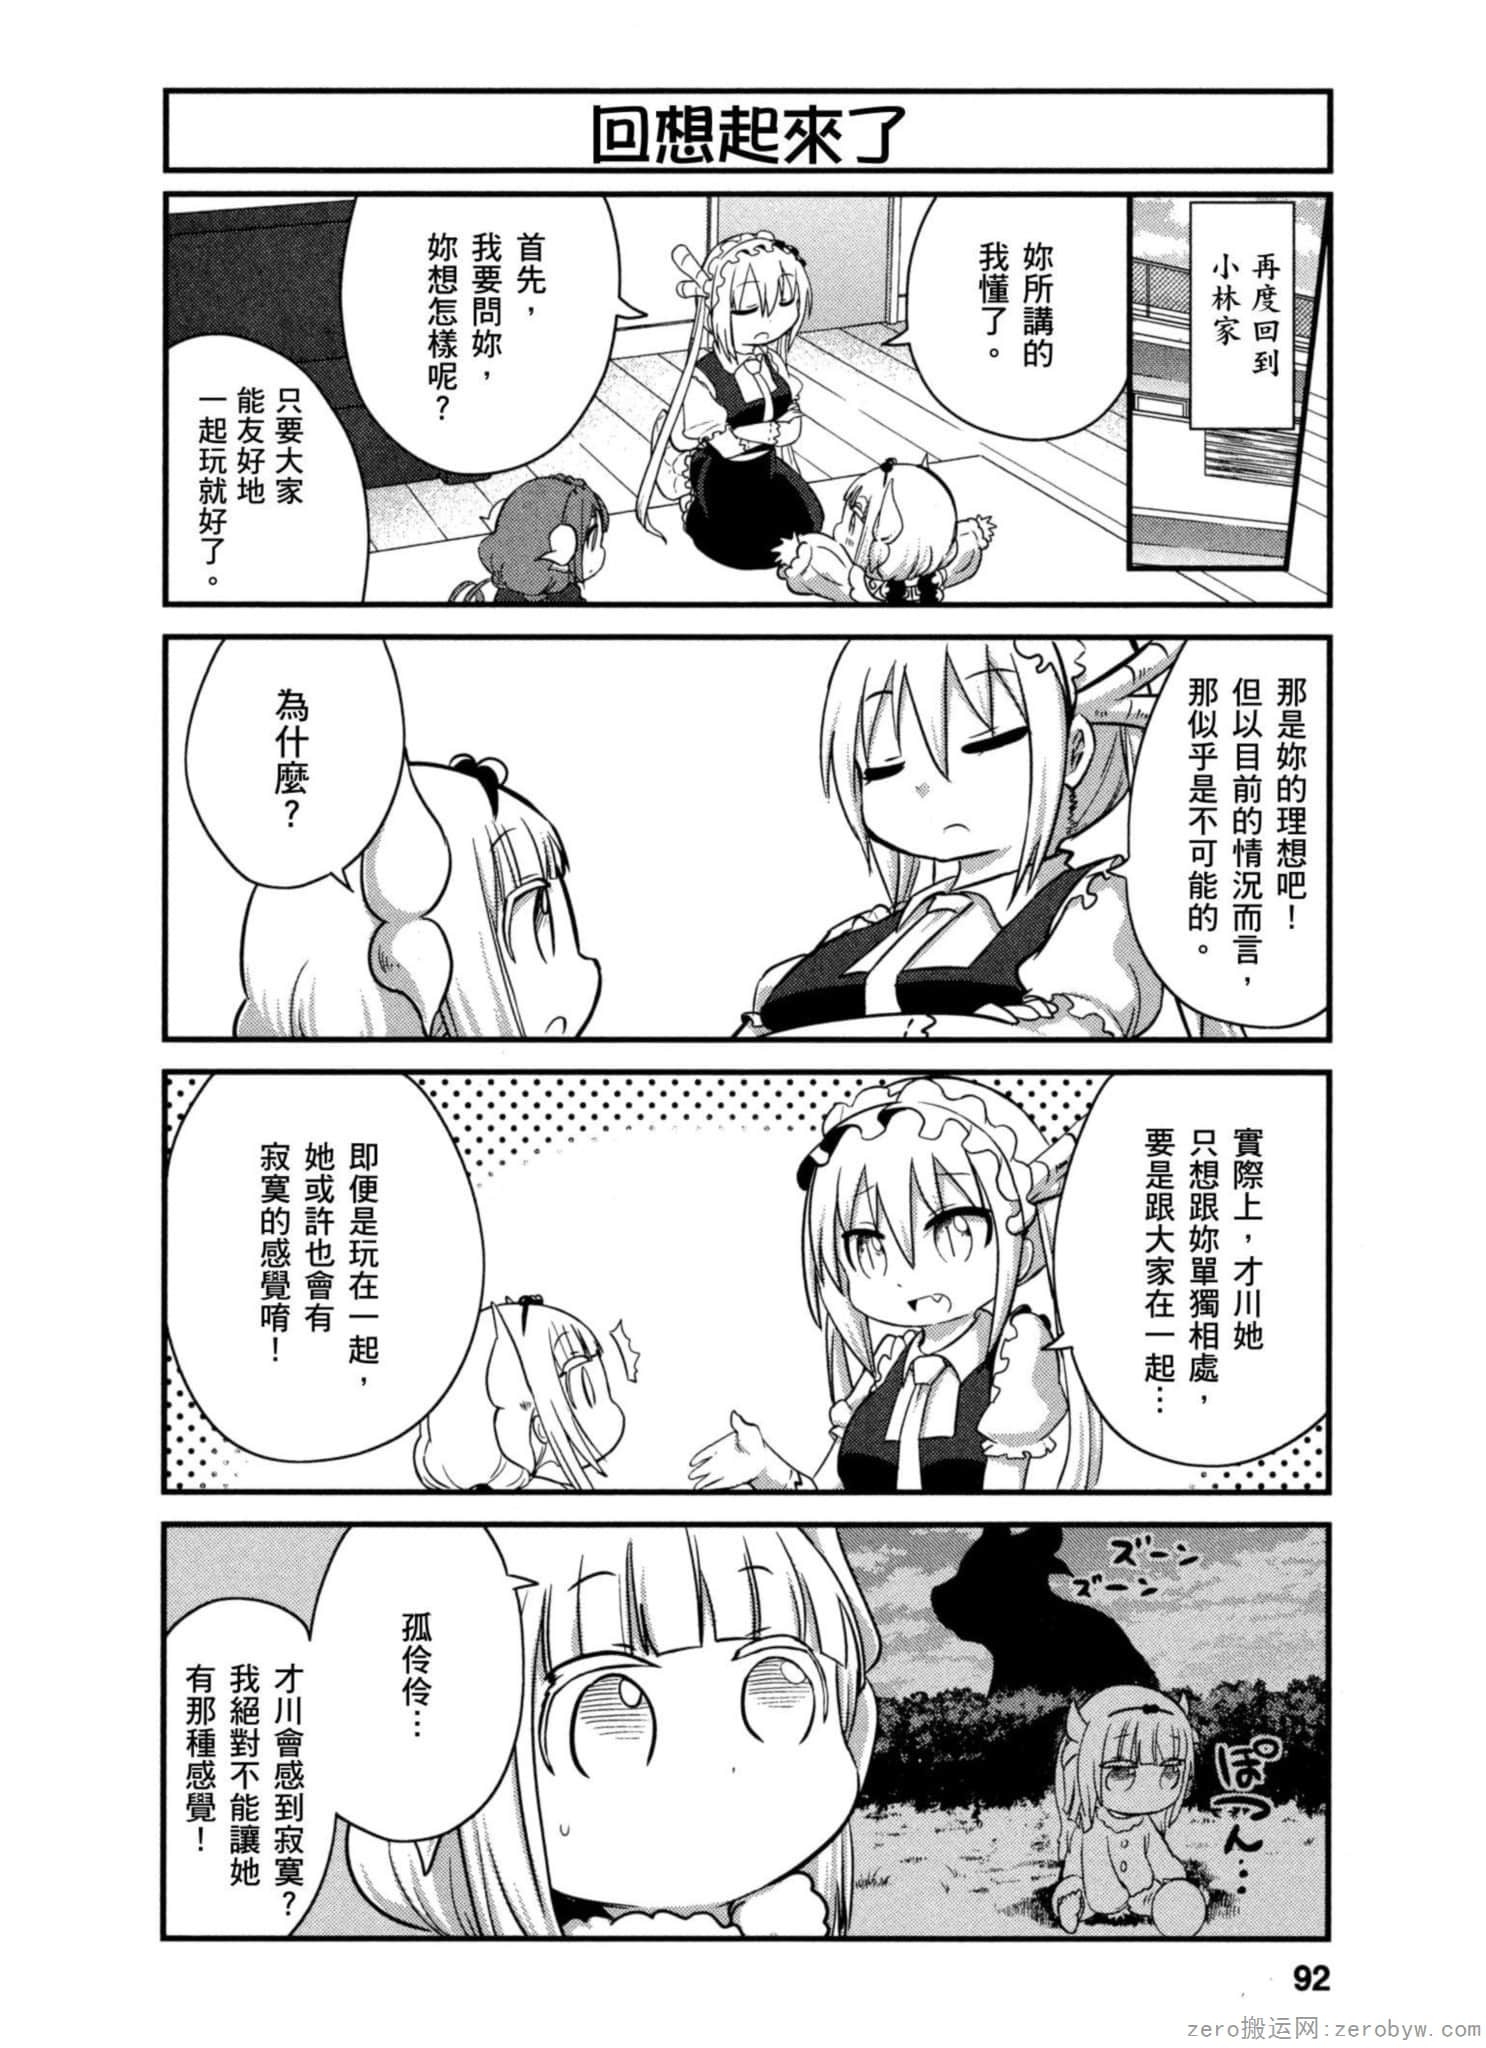 回想起來了
再度回到
小林家
妳所講的
我懂了。
首先，
我要問妳，
妳想怎樣呢？
只要大家
能友好地
一起玩就好了。
那是妳的理想吧！
但以目前的情況而言，
那似乎是不可能的。
為什麼？
實際上，才川她
只想跟妳單獨相處，
要是跟大家在一起…
即便是玩在一起，
她或許也會有
寂寞的感覺唷！
ズーン
ズーン
ぽつーん…
孤伶伶…
才川會感到寂寞？
我絕對不能讓她
有那種感覺！
92
zero搬运网:zerobyw.com